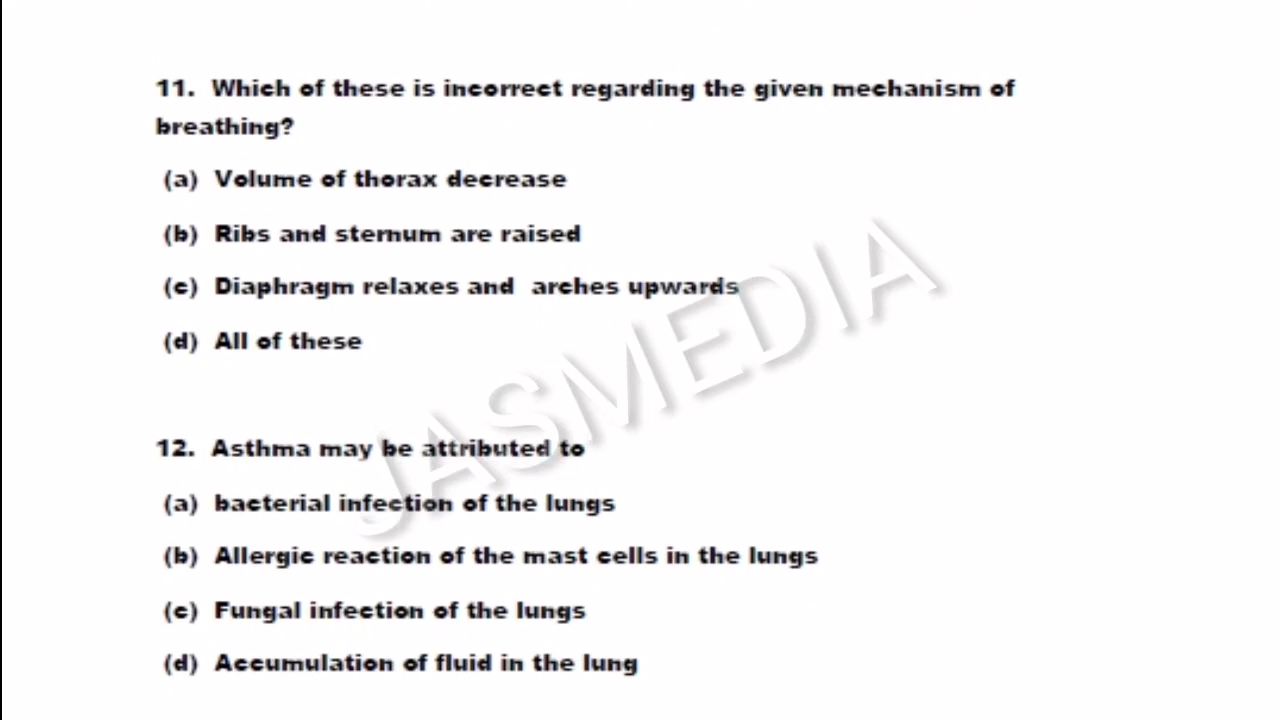 11. Which of these is incorrect regarding the given mechanism of
breathing?
(a) Volume of thorax decrease
(b) Ribs and sternum are raised
(c) Diaphragm relaxes and arches upwards
(d) All of these
JASMEDIA
12. Asthma may be attributed to
(a) bacterial infection of the lungs
(b) Allergic reaction of the mast cells in the lungs
(c) Fungal infection of the lungs
(d) Accumulation of fluid in the lung